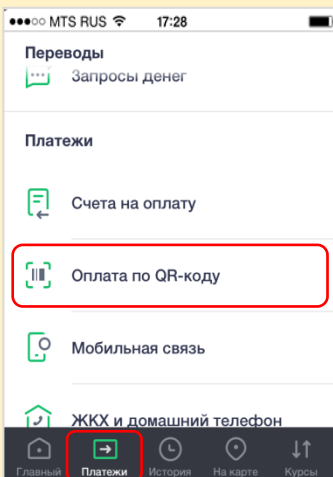 MTS RUS 17:28
Переводы
Запросы денег
Платежи
Счета на оплату
Оплата по QR-коду
Мобильная связь
ЖКХ и домашний телефон
Главный Платежи История На карте Курсы